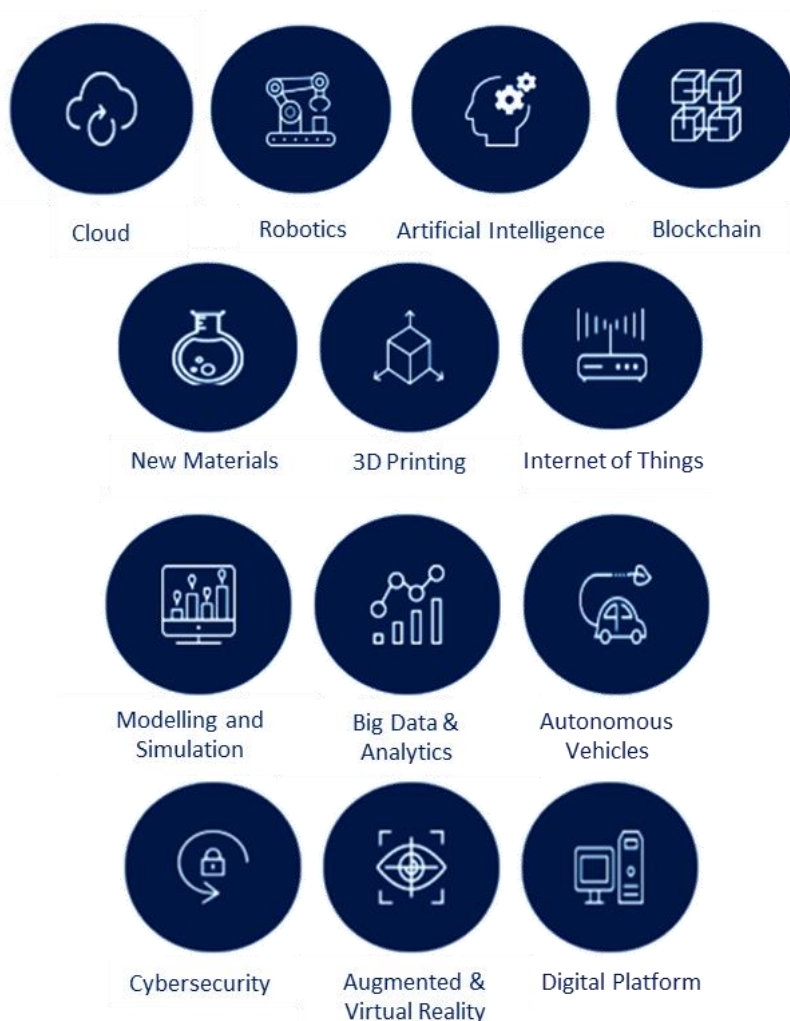 Cloud
Robotics
Artificial Intelligence
Blockchain
New Materials
3D Printing
Internet of Things
Modelling and
Simulation
Big Data &
Analytics
Autonomous
Vehicles
Cybersecurity
Augmented &
Virtual Reality
Digital Platform